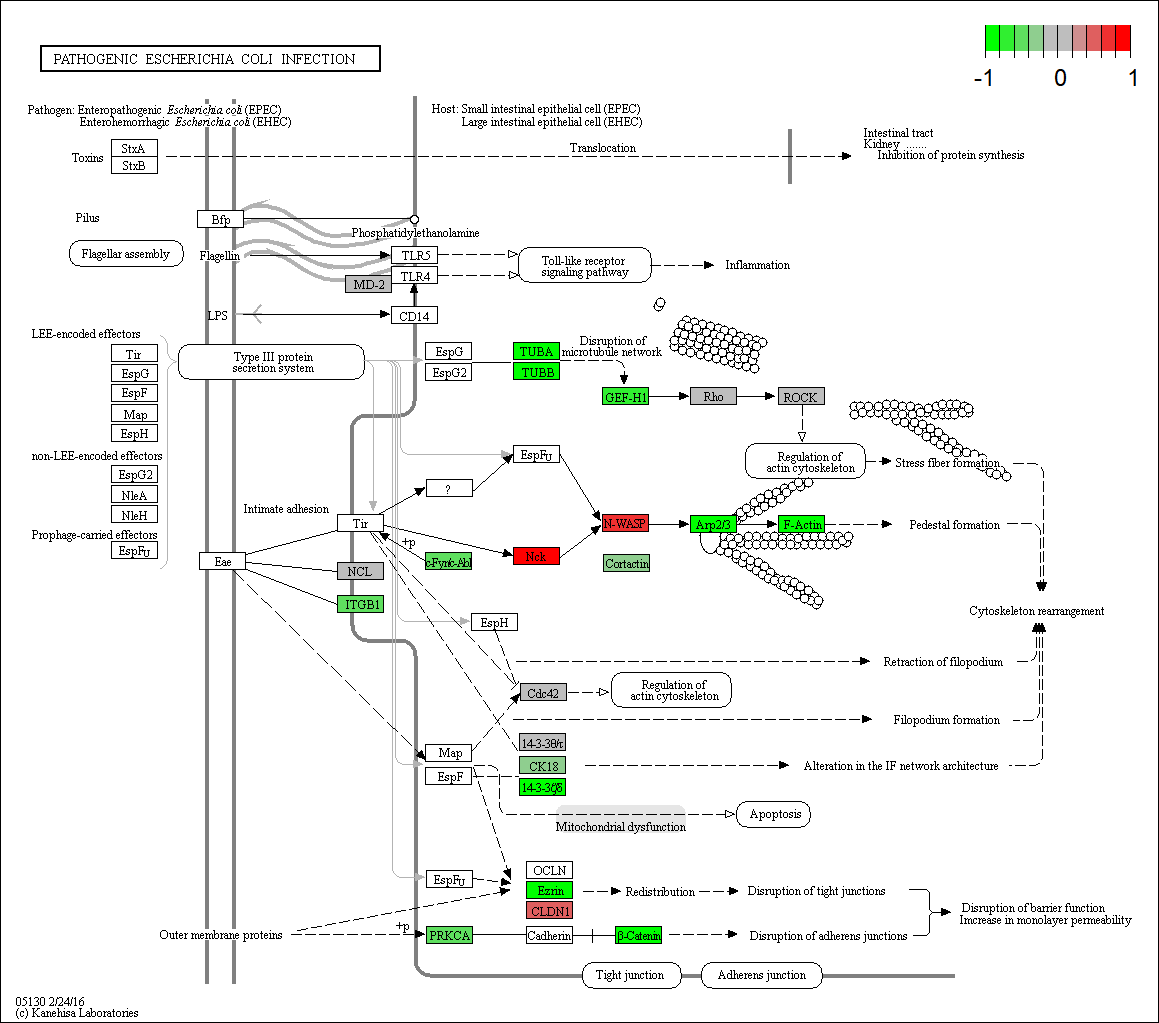 PATHOGENIC ESCHERICHIA COLI INFECTION
-1 0 1
Pathogen: Enteropathogenic Escherichia coli (EPEC)
Enterohemorrhagic Escherichia coli (EHEC)
Host: Small intestinal epithelial cell (EPEC)
Large intestinal epithelial cell (EHEC)
Toxins
StxA
StxB
Translocation
Intestinal tract
Kidney .......
Inhibition of protein synthesis
Pilus
Bfp
Phosphatidylethanolamine
Flagellar assembly
Flagellin
TLR5
TLR4
MD-2
Toll-like receptor
signaling pathway
Inflammation
LPS
CD14
LEE-encoded effectors
Tir
EspG
EspF
Map
EspH
non-LEE-encoded effectors
EspG2
NleA
NleH
Prophage-carried effectors
EspFU
Type III protein
secretion system
EspG
EspG2
TUBA
TUBB
Disruption of
microtubule network
GEF-H1
Rho
ROCK
Regulation of
actin cytoskeleton
Stress fiber formation
EspFU
?
Intimate adhesion
Tir
+p
N-WASP
Arp2/3
F-Actin
Pedestal formation
Eae
NCL
ITGB1
c-Fyn/c-Abl
Nck
Cortactin
Cytoskeleton rearrangement
EspH
Retraction of filopodium
Cdc42
Regulation of
actin cytoskeleton
Filopodium formation
Map
EspF
14-3-3θ/τ
CK18
14-3-3ζ/δ
Alteration in the IF network architecture
Mitochondrial dysfunction
Apoptosis
EspFU
OCLN
Ezrin
CLDN1
Redistribution
Disruption of tight junctions
Outer membrane proteins
+p
PRKCA
Cadherin
β-Catenin
Disruption of adherens junctions
Disruption of barrier function
Increase in monolayer permeability
Tight junction
Adherens junction
05130 2/24/16
(c) Kanehisa Laboratories